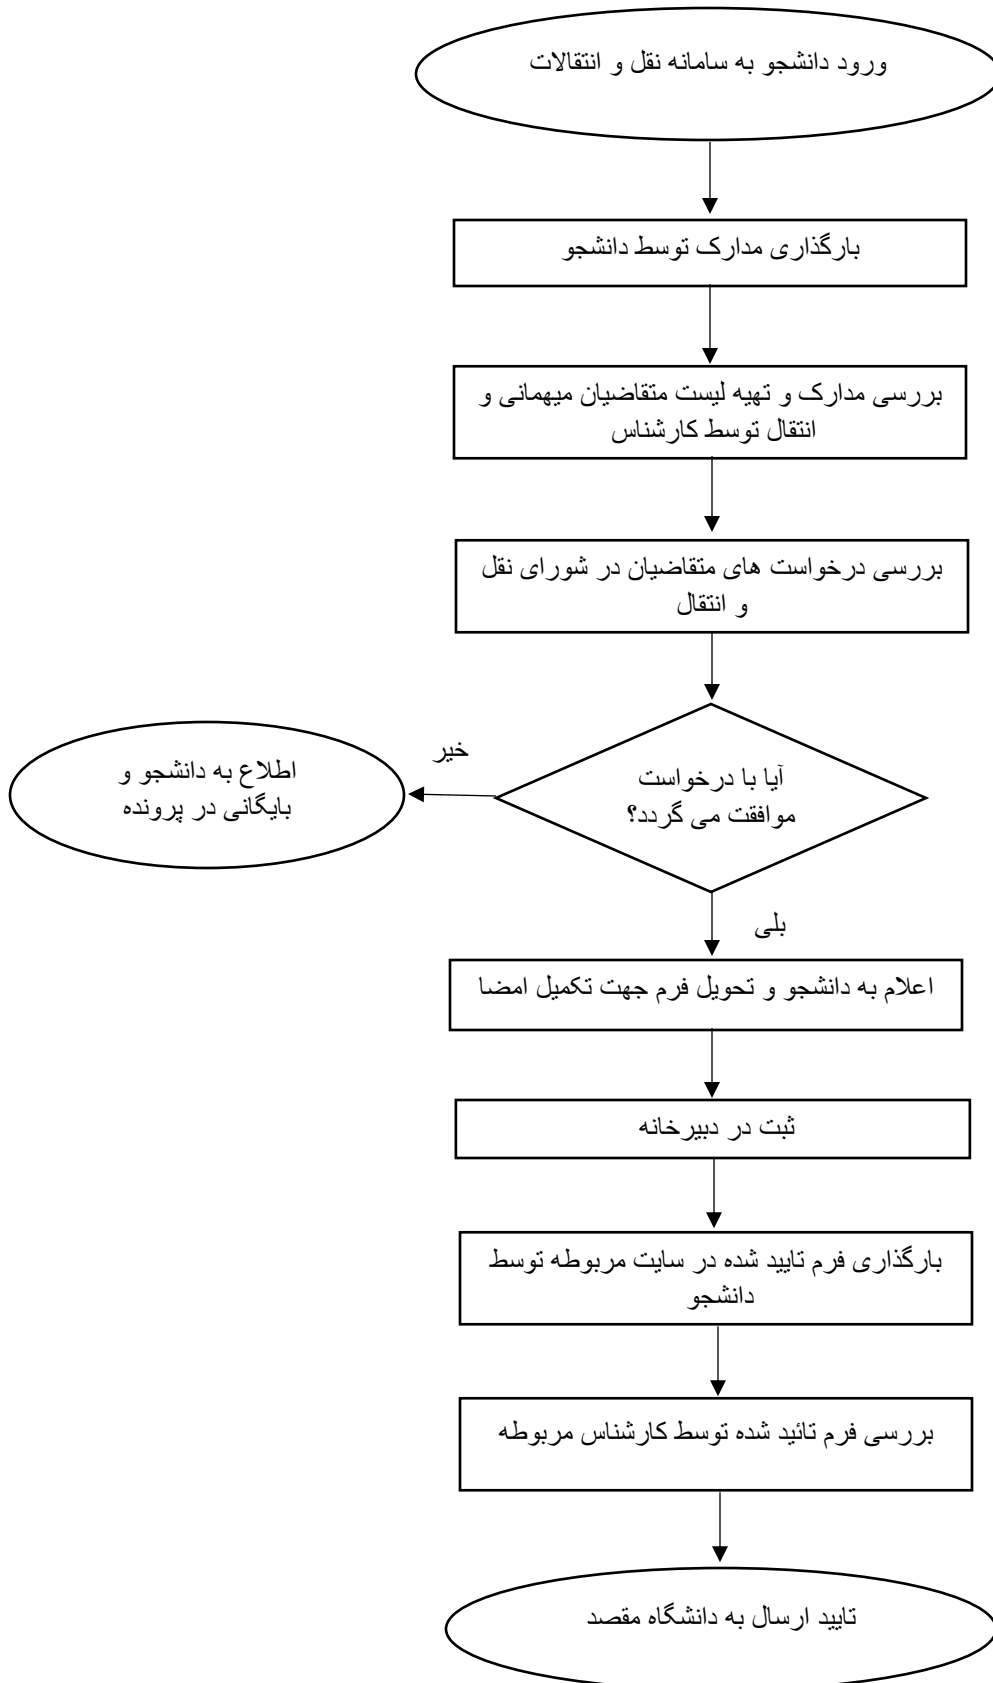 ورود دانشجو به سامانه نقل و انتقالات
بارگذاری مدارک توسط دانشجو
بررسی مدارک و تهیه لیست متقاضیان میهمانی و
انتقال توسط کارشناس
بررسی درخواست های متقاضیان در شورای نقل
و انتقال
آیا با درخواست
موافقت می گردد؟
خیر
اطلاع به دانشجو و
بایگانی در پرونده
بلی
اعلام به دانشجو و تحویل فرم جهت تکمیل امضا
ثبت در دبیرخانه
بارگذاری فرم تایید شده در سایت مربوطه توسط
دانشجو
بررسی فرم تائید شده توسط کارشناس مربوطه
تایید ارسال به دانشگاه مقصد